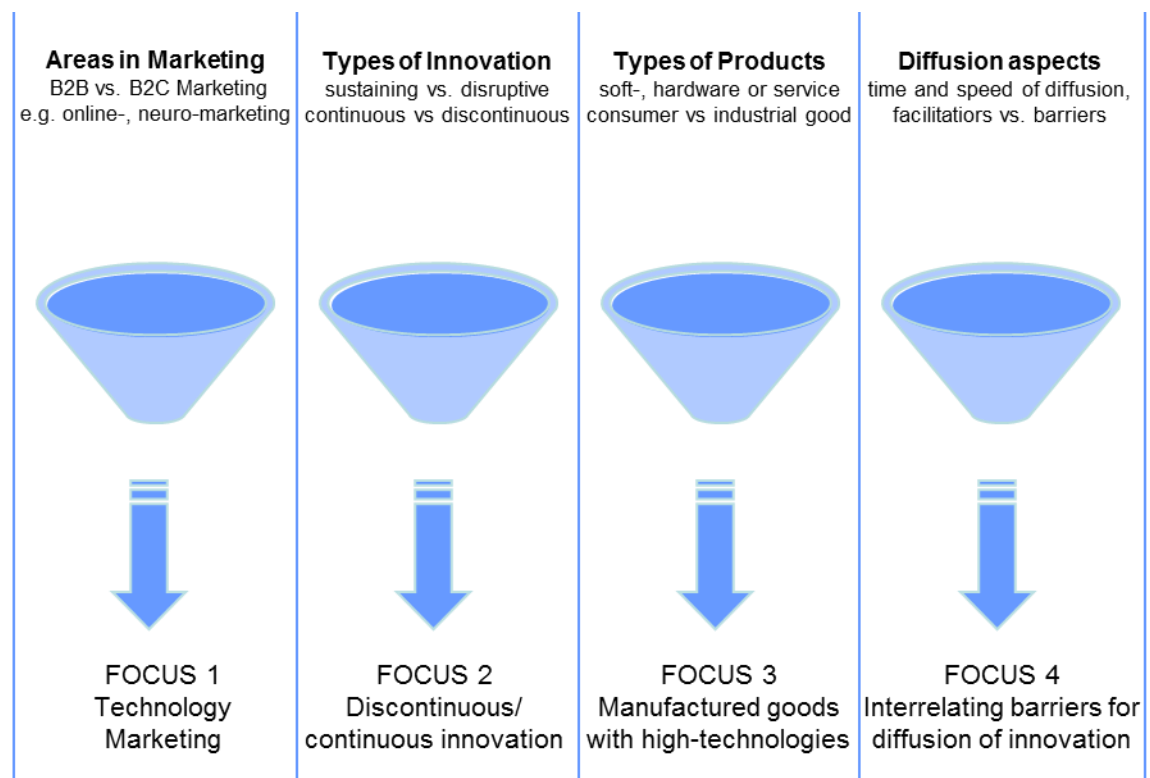 Areas in Marketing
B2B vs. B2C Marketing
e.g. online-, neuro-marketing
Types of Innovation
sustaining vs. disruptive
continuous vs discontinuous
Types of Products
soft-, hardware or service
consumer vs industrial good
Diffusion aspects
time and speed of diffusion,
facilitatiors vs. barriers
FOCUS 1
Technology
Marketing
FOCUS 2
Discontinuous/
continuous innovation
FOCUS 3
Manufactured goods
with high-technologies
FOCUS 4
Interrelating barriers for
diffusion of innovation